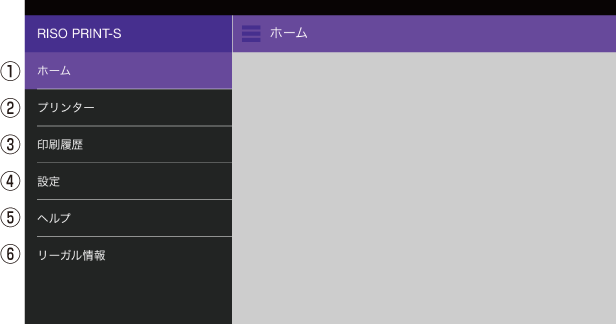 RISO PRINT-S
ホーム
① ホーム
② プリンター
③ 印刷履歴
④ 設定
⑤ ヘルプ
⑥ リーガル情報